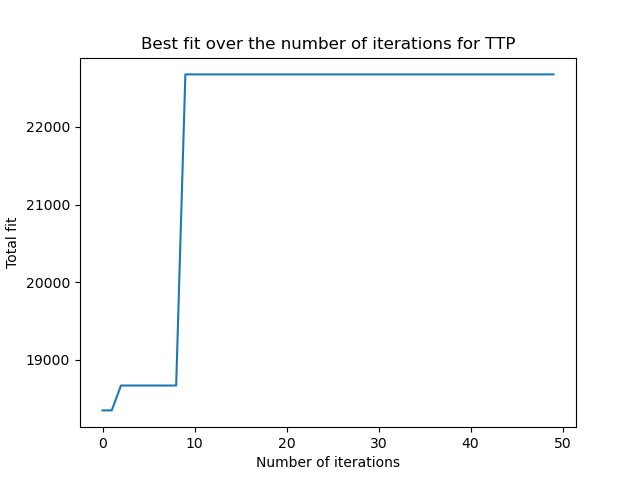 Best fit over the number of iterations for TTP
Total fit
22000
21000
20000
19000
0 10 20 30 40 50
Number of iterations